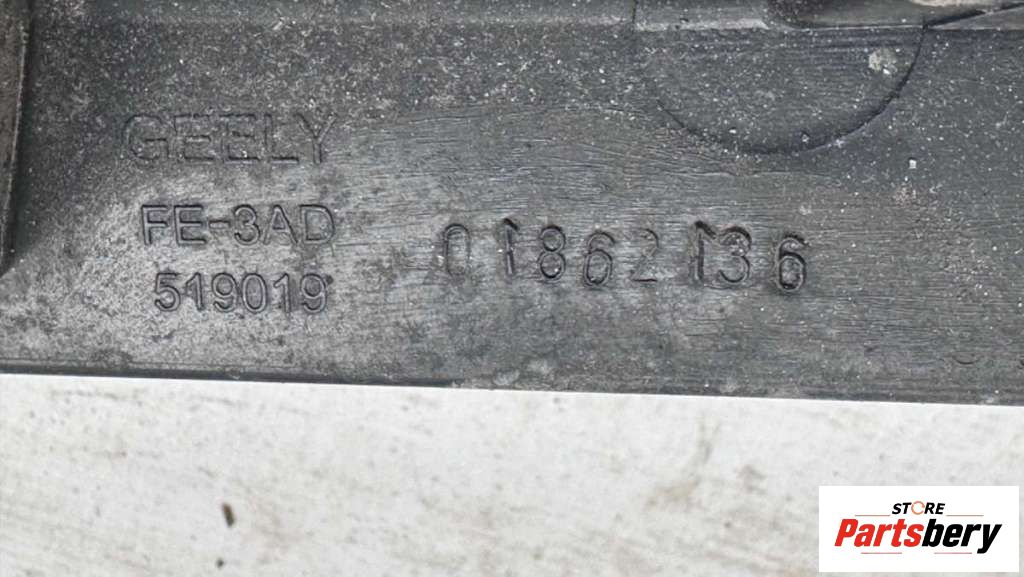 GEELY
FE-3AD
519019
01862136
STORE
Partsbery